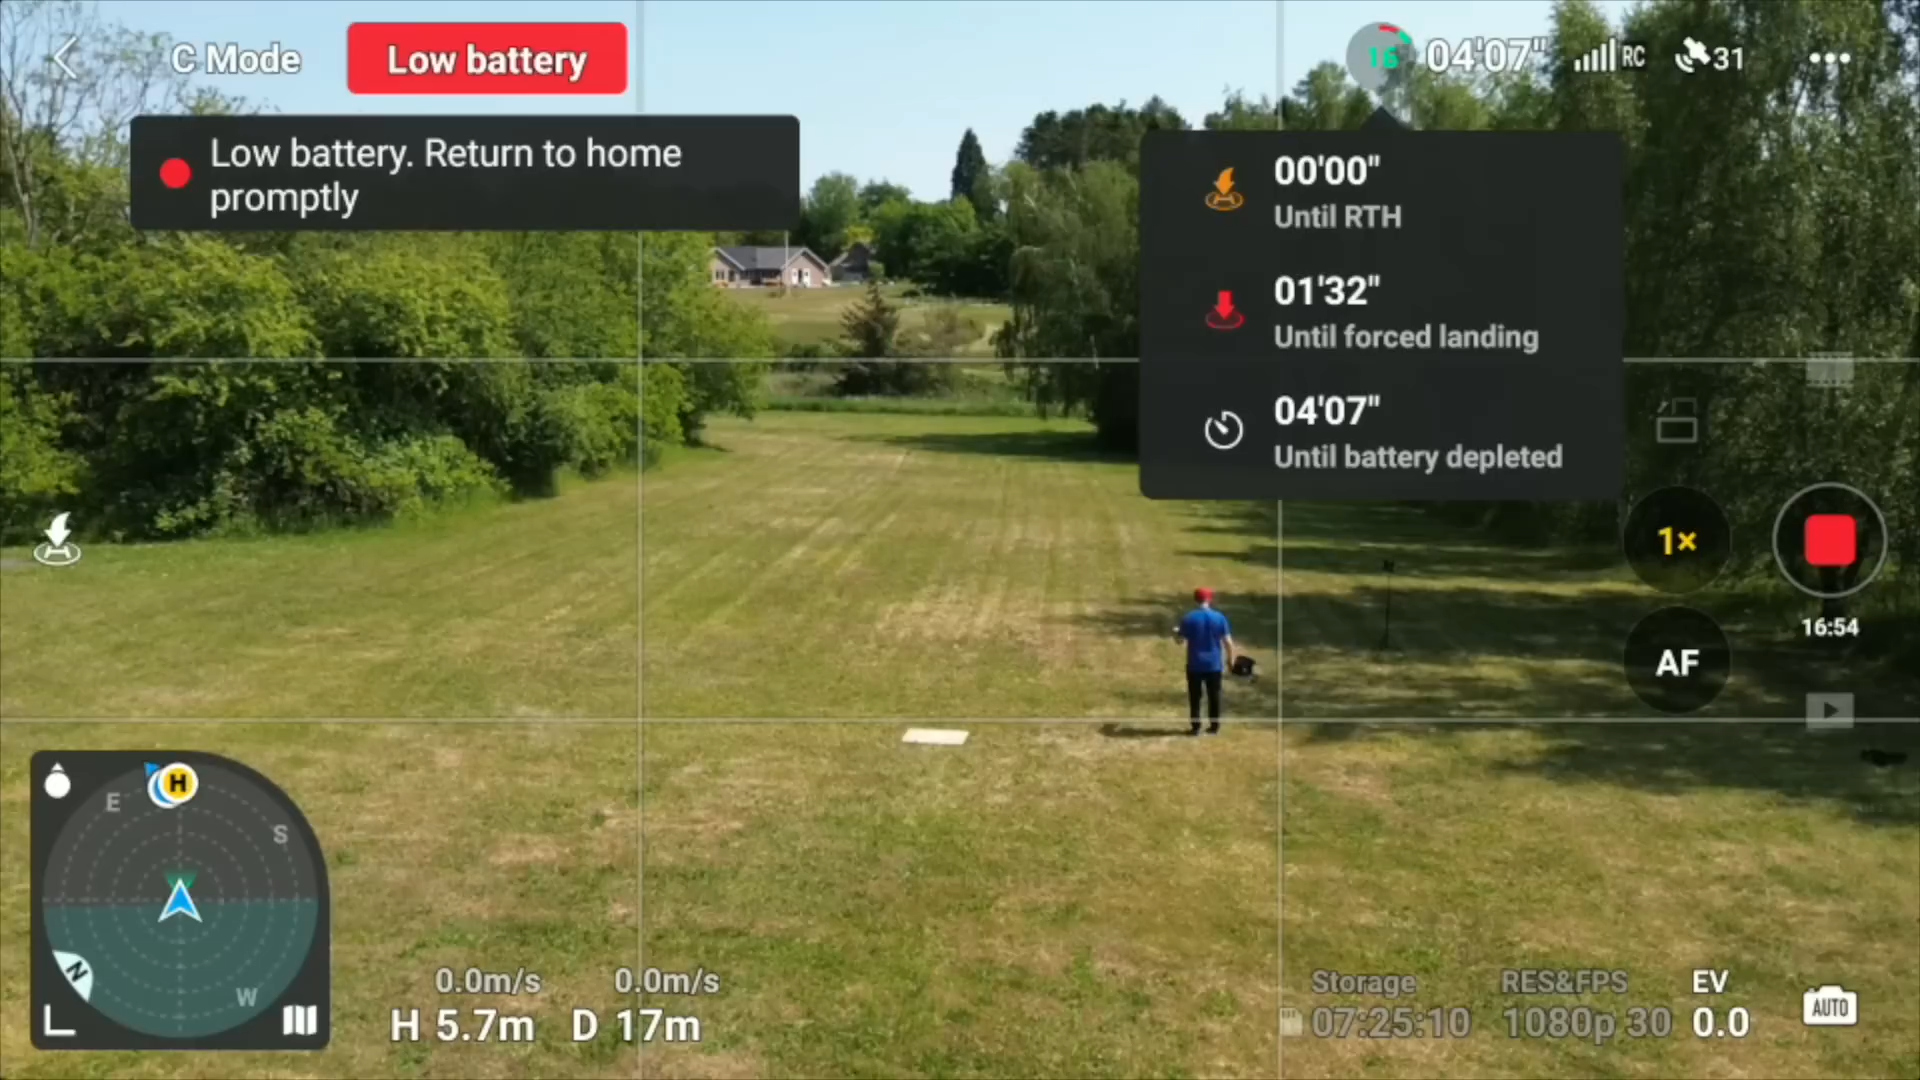 C Mode
Low battery
16
04'07"
RC
31
Low battery. Return to home
promptly
00'00"
Until RTH
01'32"
Until forced landing
04'07"
Until battery depleted
1×
16:54
AF
H
E
S
N
W
0.0m/s
0.0m/s
H 5.7m
D 17m
Storage
07:25:10
RES&FPS
1080p 30
EV
0.0
AUTO